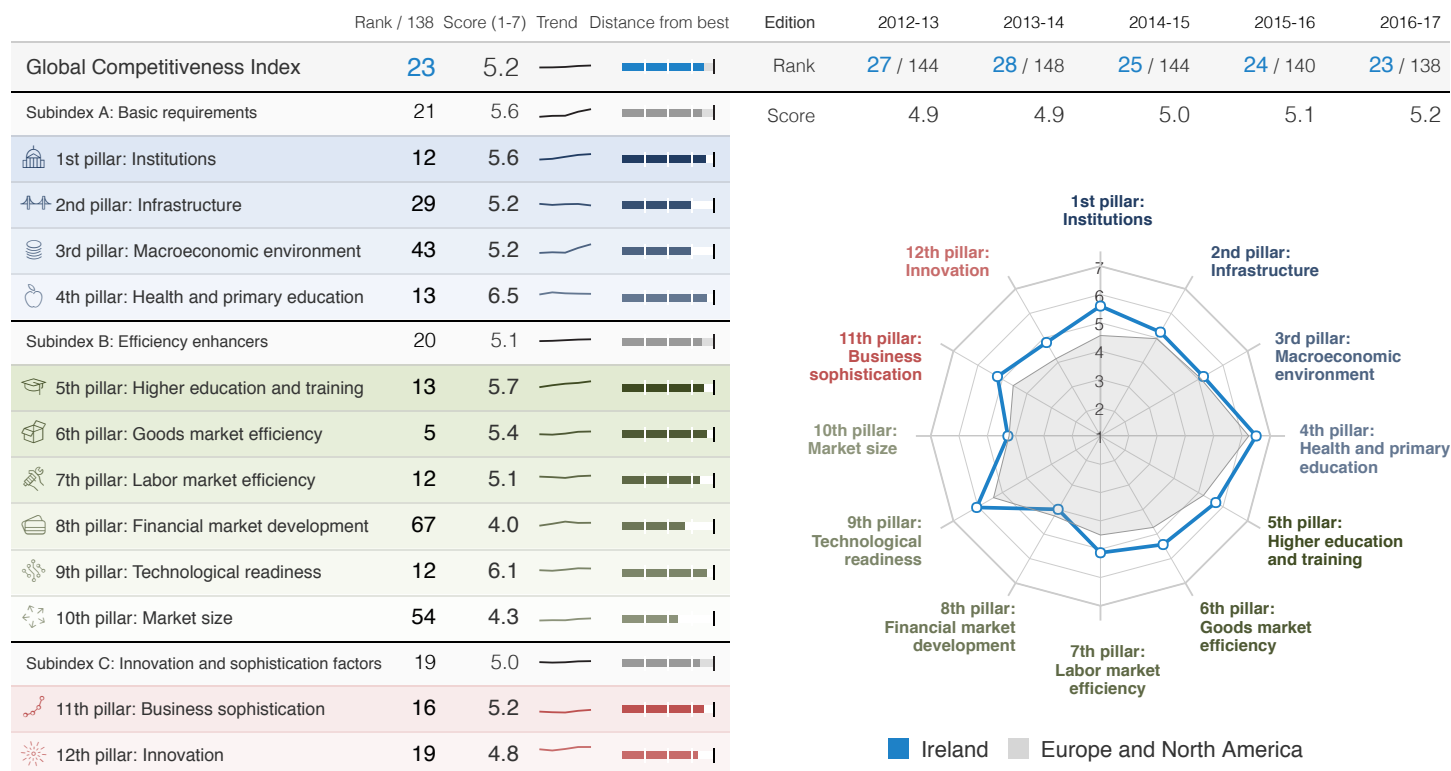 Rank / 138 Score (1-7) Trend Distance from best
Global Competitiveness Index 23 5.2
Subindex A: Basic requirements 21 5.6
1st pillar: Institutions 12 5.6
2nd pillar: Infrastructure 29 5.2
3rd pillar: Macroeconomic environment 43 5.2
4th pillar: Health and primary education 13 6.5
Subindex B: Efficiency enhancers 20 5.1
5th pillar: Higher education and training 13 5.7
6th pillar: Goods market efficiency 5 5.4
7th pillar: Labor market efficiency 12 5.1
8th pillar: Financial market development 67 4.0
9th pillar: Technological readiness 12 6.1
10th pillar: Market size 54 4.3
Subindex C: Innovation and sophistication factors 19 5.0
11th pillar: Business sophistication 16 5.2
12th pillar: Innovation 19 4.8
Edition 2012-13 2013-14 2014-15 2015-16 2016-17
Rank 27 / 144 28 / 148 25 / 144 24 / 140 23 / 138
Score 4.9 4.9 5.0 5.1 5.2
1st pillar:
Institutions
2nd pillar:
Infrastructure
3rd pillar:
Macroeconomic
environment
4th pillar:
Health and primary
education
5th pillar:
Higher education
and training
6th pillar:
Goods market
efficiency
7th pillar:
Labor market
efficiency
8th pillar:
Financial market
development
9th pillar:
Technological
readiness
10th pillar:
Market size
11th pillar:
Business
sophistication
12th pillar:
Innovation
7
6
5
4
3
2
1
Ireland Europe and North America